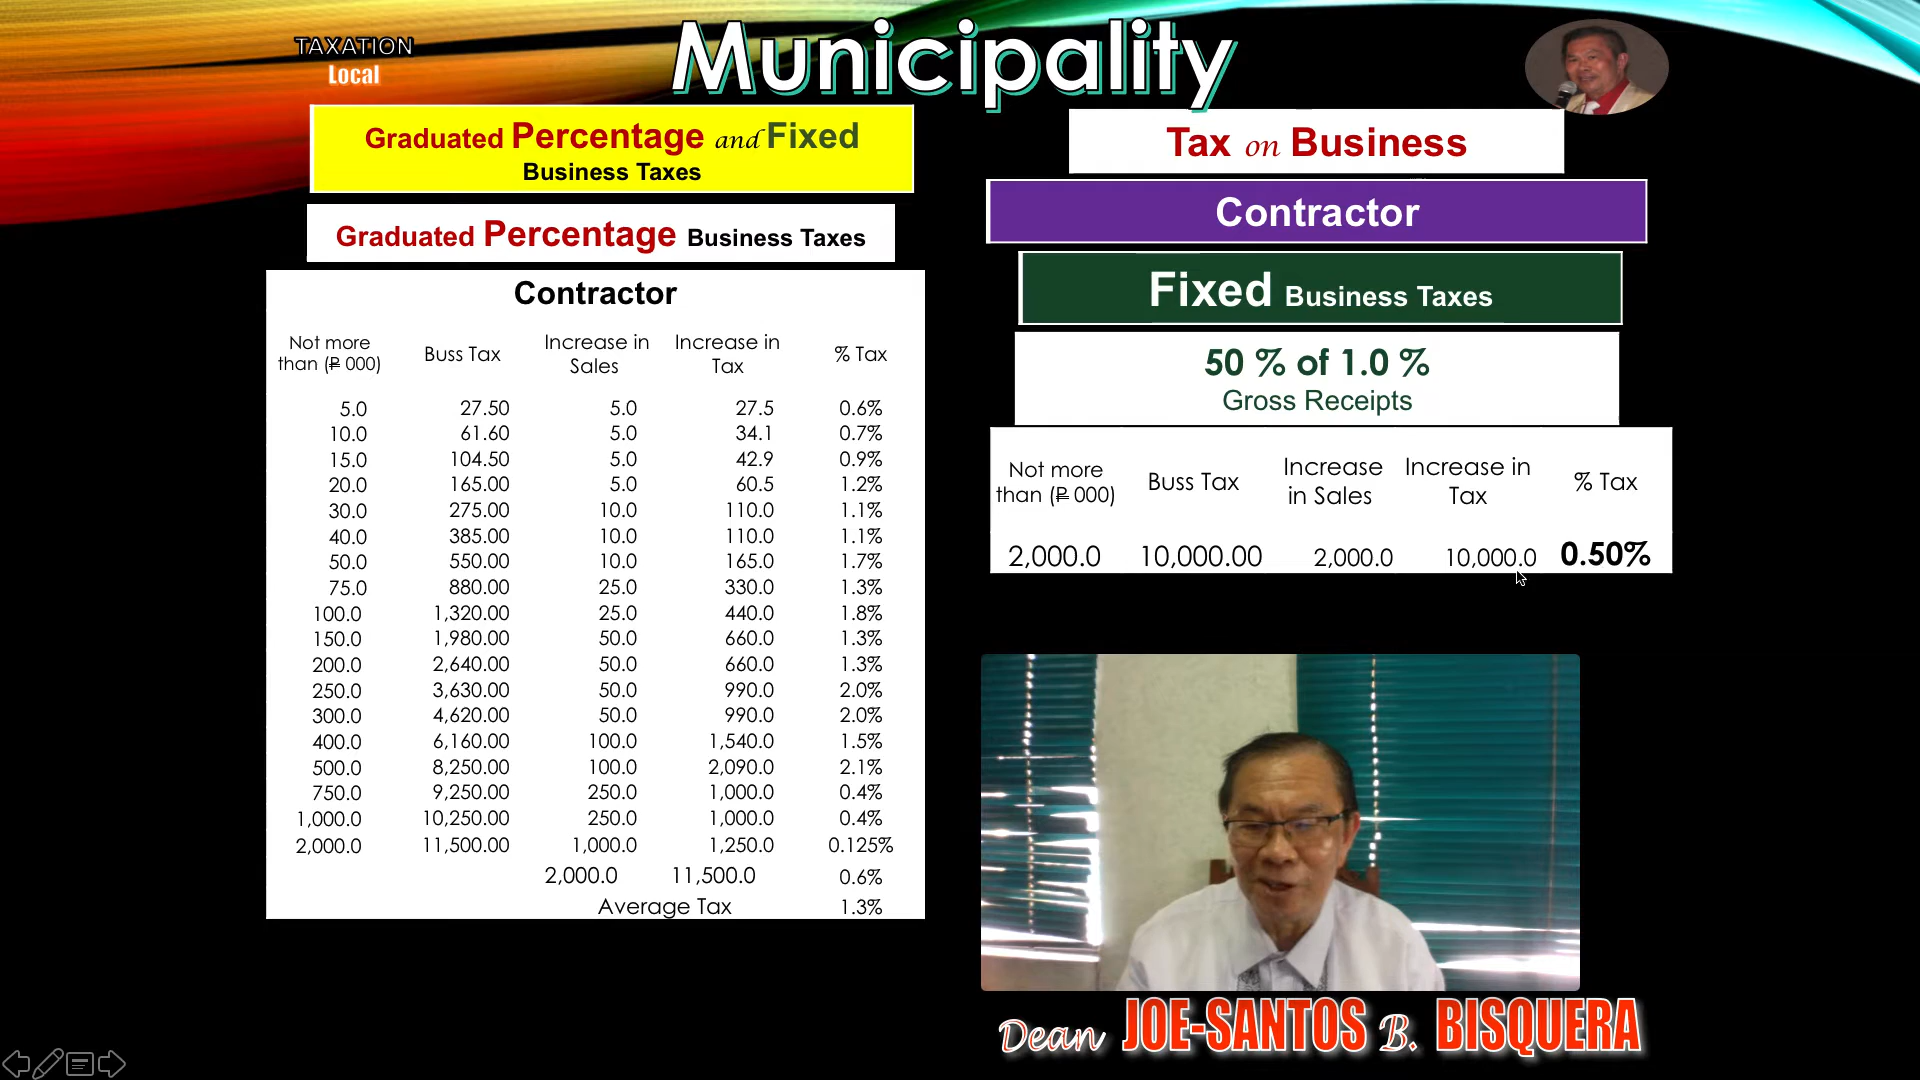 TAXATION
Local
Municipality
Graduated Percentage and Fixed
Business Taxes
Graduated Percentage Business Taxes
Contractor
Not more than (₱ 000) Buss Tax Increase in Sales Increase in Tax % Tax
5.0 27.50 5.0 27.5 0.6%
10.0 61.60 5.0 34.1 0.7%
15.0 104.50 5.0 42.9 0.9%
20.0 165.00 5.0 60.5 1.2%
30.0 275.00 10.0 110.0 1.1%
40.0 385.00 10.0 110.0 1.1%
50.0 550.00 10.0 165.0 1.7%
75.0 880.00 25.0 330.0 1.3%
100.0 1,320.00 25.0 440.0 1.8%
150.0 1,980.00 50.0 660.0 1.3%
200.0 2,640.00 50.0 660.0 1.3%
250.0 3,630.00 50.0 990.0 2.0%
300.0 4,620.00 50.0 990.0 2.0%
400.0 6,160.00 100.0 1,540.0 1.5%
500.0 8,250.00 100.0 2,090.0 2.1%
750.0 9,250.00 250.0 1,000.0 0.4%
1,000.0 10,250.00 250.0 1,000.0 0.4%
2,000.0 11,500.00 1,000.0 1,250.0 0.125%
2,000.0 11,500.0 0.6%
Average Tax 1.3%
Tax on Business
Contractor
Fixed Business Taxes
50 % of 1.0 %
Gross Receipts
Not more than (₱ 000) Buss Tax Increase in Sales Increase in Tax % Tax
2,000.0 10,000.00 2,000.0 10,000.0 0.50%
Dean JOE-SANTOS B. BISQUERA